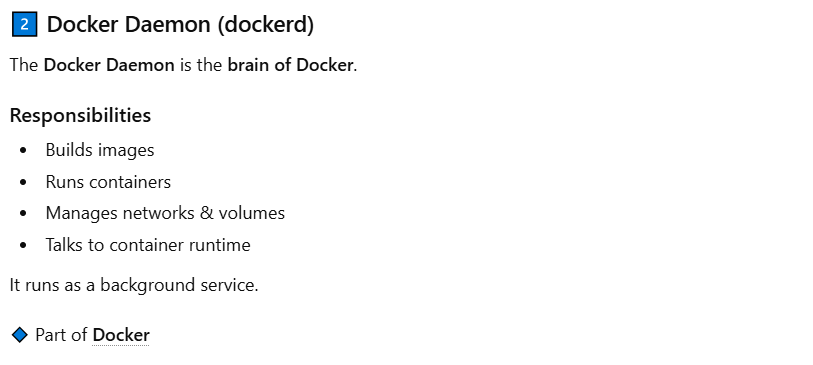 2 Docker Daemon (dockerd)
The Docker Daemon is the brain of Docker.
Responsibilities
• Builds images
• Runs containers
• Manages networks & volumes
• Talks to container runtime
It runs as a background service.
Part of Docker